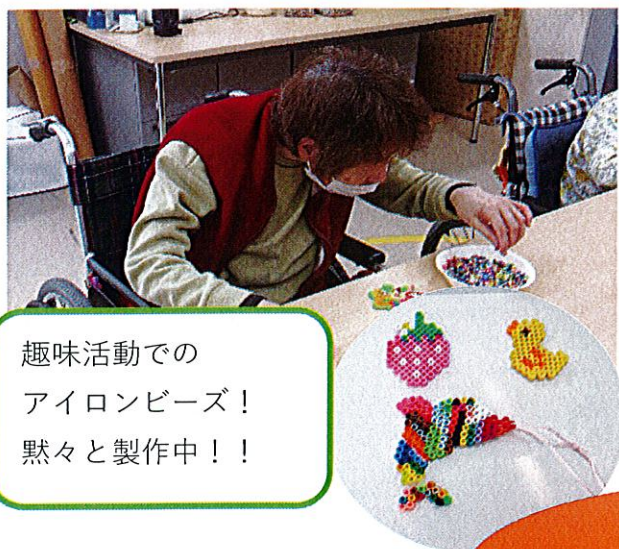 趣味活動での
アイロンビーズ！
黙々と製作中！！